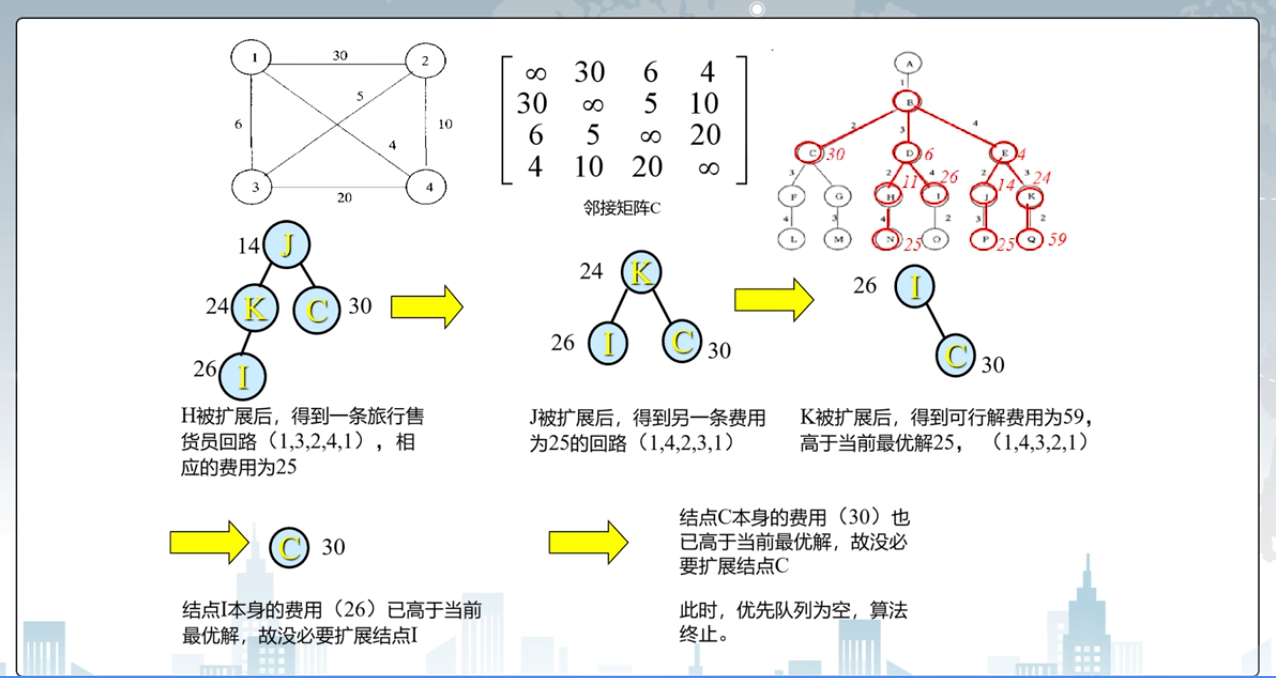 1
30
2
5
6
10
4
3
20
4
∞ 30 6 4
30 ∞ 5 10
6 5 ∞ 20
4 10 20 ∞
邻接矩阵C
A
1
B
2 3 4
C 30 D 6 E 4
3 2 4 2 3
F G H 11 I 26 J 14 K 24
4 3 4 2 3 2
L M N 25 O P 25 Q 59
14 J
24 K C 30
26 I
24 K
26 I C 30
26 I
C 30
H被扩展后，得到一条旅行售
货员回路（1,3,2,4,1），相
应的费用为25
J被扩展后，得到另一条费用
为25的回路（1,4,2,3,1）
K被扩展后，得到可行解费用为59，
高于当前最优解25， （1,4,3,2,1）
C 30
结点I本身的费用（26）已高于当前
最优解，故没必要扩展结点I
结点C本身的费用（30）也
已高于当前最优解，故没必
要扩展结点C
此时，优先队列为空，算法
终止。